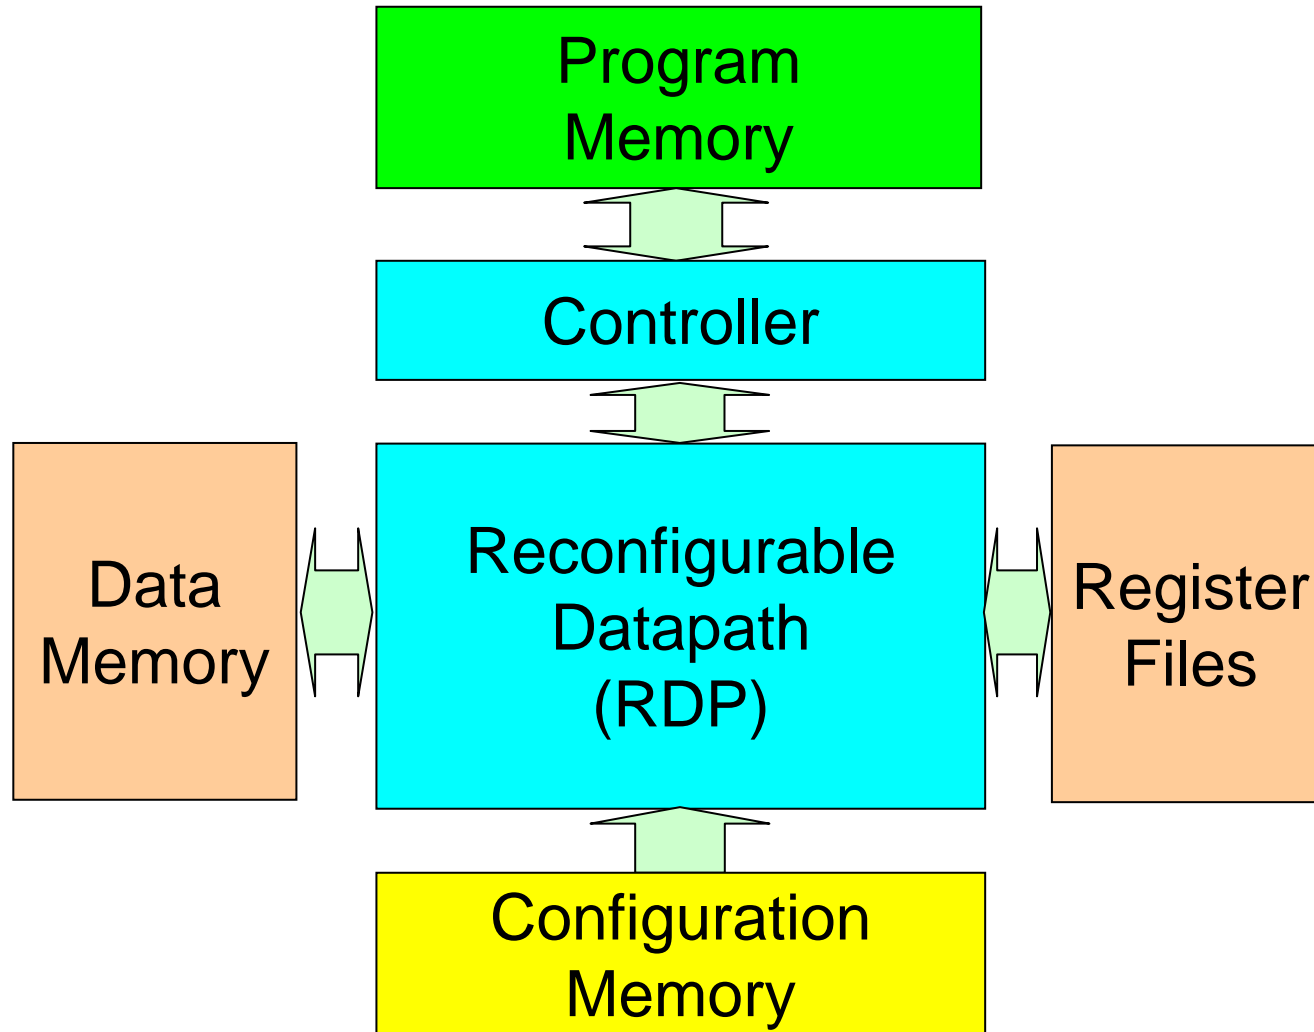 Program
Memory
Controller
Data
Memory
Reconfigurable
Datapath
(RDP)
Register
Files
Configuration
Memory